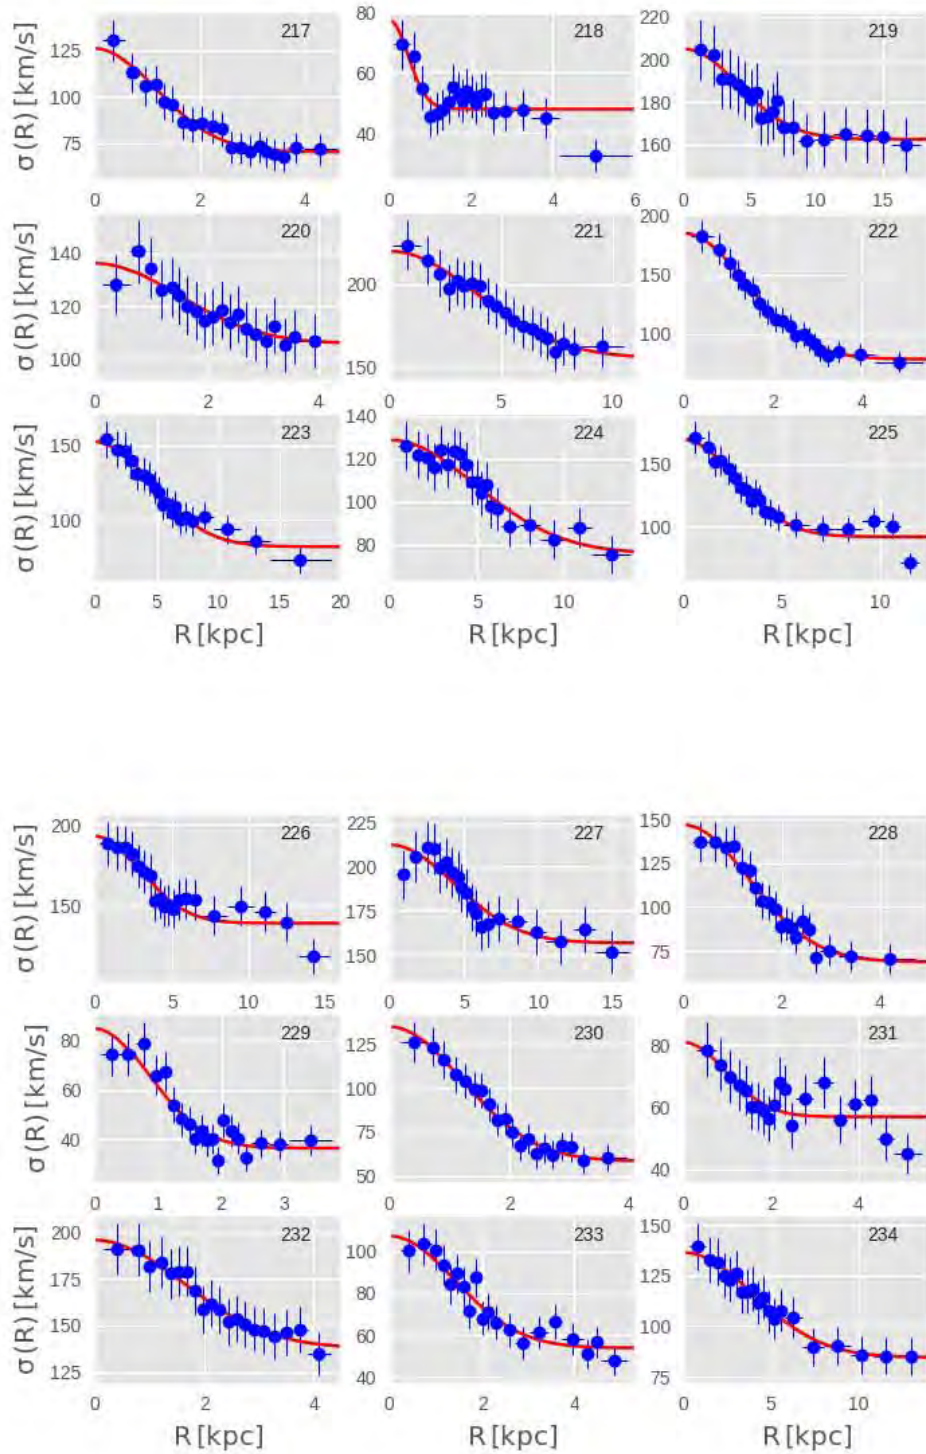 217 218 219
125 100 75
80 60 40
220 200 180 160
σ(R) [km/s]
0 2 4
0 2 4 6
0 5 10 15
220 221 222
140 120 100
200 150
200 150 100
σ(R) [km/s]
0 2 4
0 5 10
0 2 4
223 224 225
150 100
140 120 100 80
150 100
σ(R) [km/s]
0 5 10 15 20
0 5 10
0 5 10
R [kpc] R [kpc] R [kpc]
226 227 228
200 150
225 200 175 150
150 125 100 75
σ(R) [km/s]
0 5 10 15
0 5 10 15
0 2 4
229 230 231
80 60 40
125 100 75 50
80 60 40
σ(R) [km/s]
0 1 2 3
0 2 4
0 2 4
232 233 234
200 175 150 125
100 80 60 40
150 125 100 75
σ(R) [km/s]
0 2 4
0 2 4
0 5 10
R [kpc] R [kpc] R [kpc]